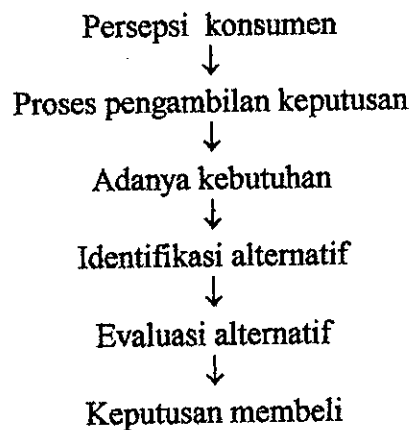 Persepsi konsumen
↓
Proses pengambilan keputusan
↓
Adanya kebutuhan
↓
Identifikasi alternatif
↓
Evaluasi alternatif
↓
Keputusan membeli